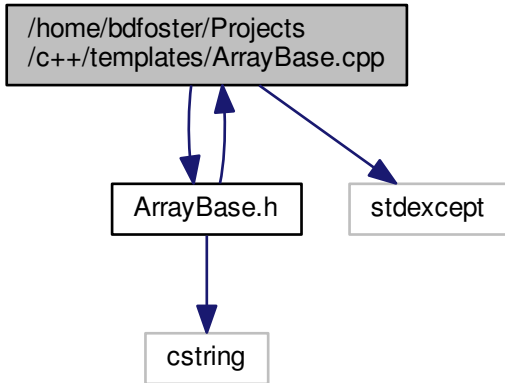 /home/bdfoster/Projects
/c++/templates/ArrayBase.cpp
ArrayBase.h
stdexcept
cstring